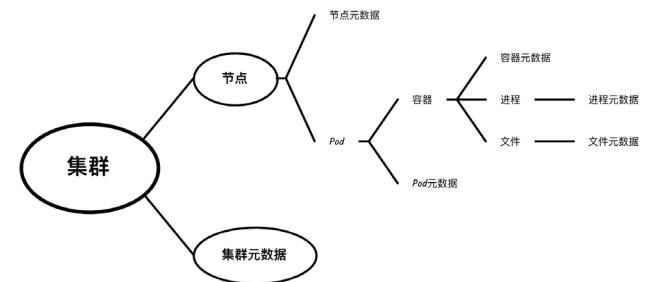 节点元数据
节点
容器元数据
容器
进程
进程元数据
Pod
文件
文件元数据
集群
Pod元数据
集群元数据